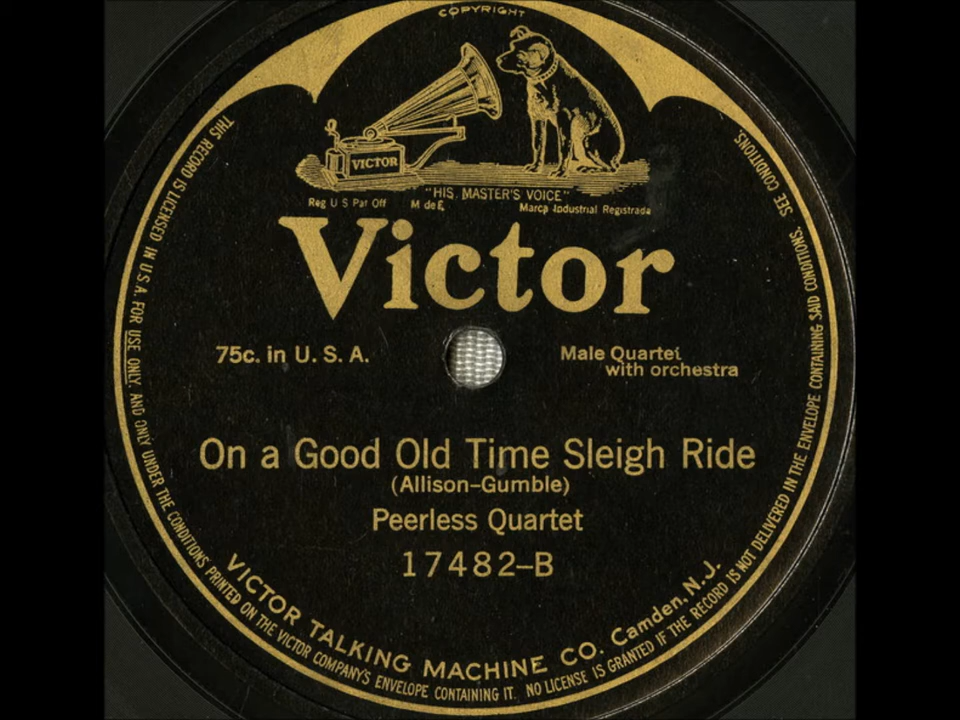 COPYRIGHT
VICTOR
"HIS MASTER'S VOICE"
Reg U S Pat Off M de F Marca Industrial Registrada
Victor
75c. in U. S. A.
Male Quartet
with orchestra
On a Good Old Time Sleigh Ride
(Allison–Gumble)
Peerless Quartet
17482–B
VICTOR TALKING MACHINE CO. Camden, N.J.
THIS RECORD IS LICENSED IN U.S.A. FOR USE ONLY, AND ONLY UNDER THE CONDITIONS PRINTED ON THE VICTOR COMPANY'S ENVELOPE CONTAINING IT. NO LICENSE IS GRANTED IF THE RECORD IS NOT DELIVERED IN THE ENVELOPE CONTAINING SAID CONDITIONS. SEE CONDITIONS.